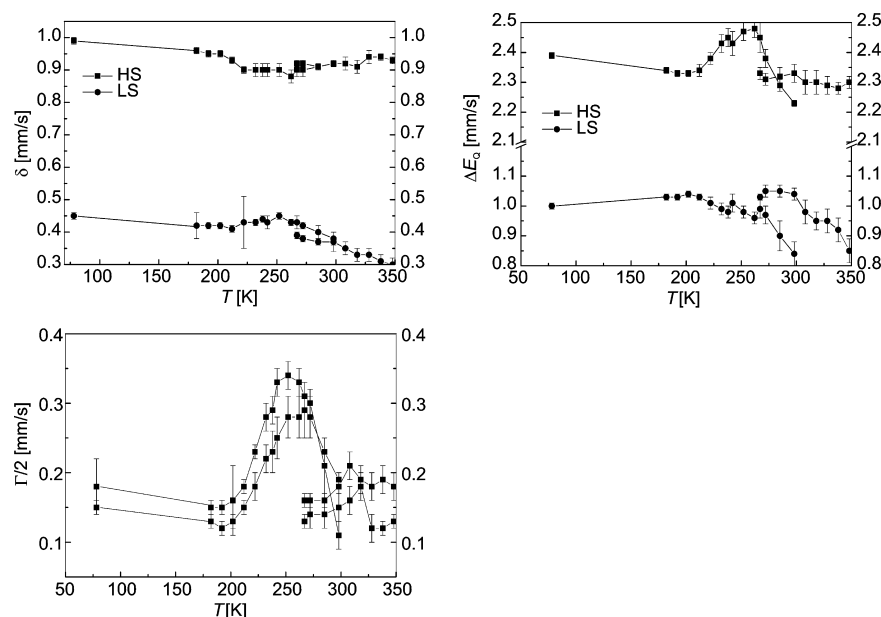 1.0 1.0
0.9 0.9
0.8 0.8
0.7 0.7
0.6 0.6
0.5 0.5
0.4 0.4
0.3 0.3
δ [mm/s]
HS
LS
100 150 200 250 300 350
T [K]
2.5 2.5
2.4 2.4
2.3 2.3
2.2 2.2
2.1 2.1
1.1 1.1
1.0 1.0
0.9 0.9
0.8 0.8
ΔE_Q [mm/s]
HS
LS
50 100 150 200 250 300 350
T[K]
0.4 0.4
0.3 0.3
0.2 0.2
0.1 0.1
Γ/2 [mm/s]
50 100 150 200 250 300 350
T[K]